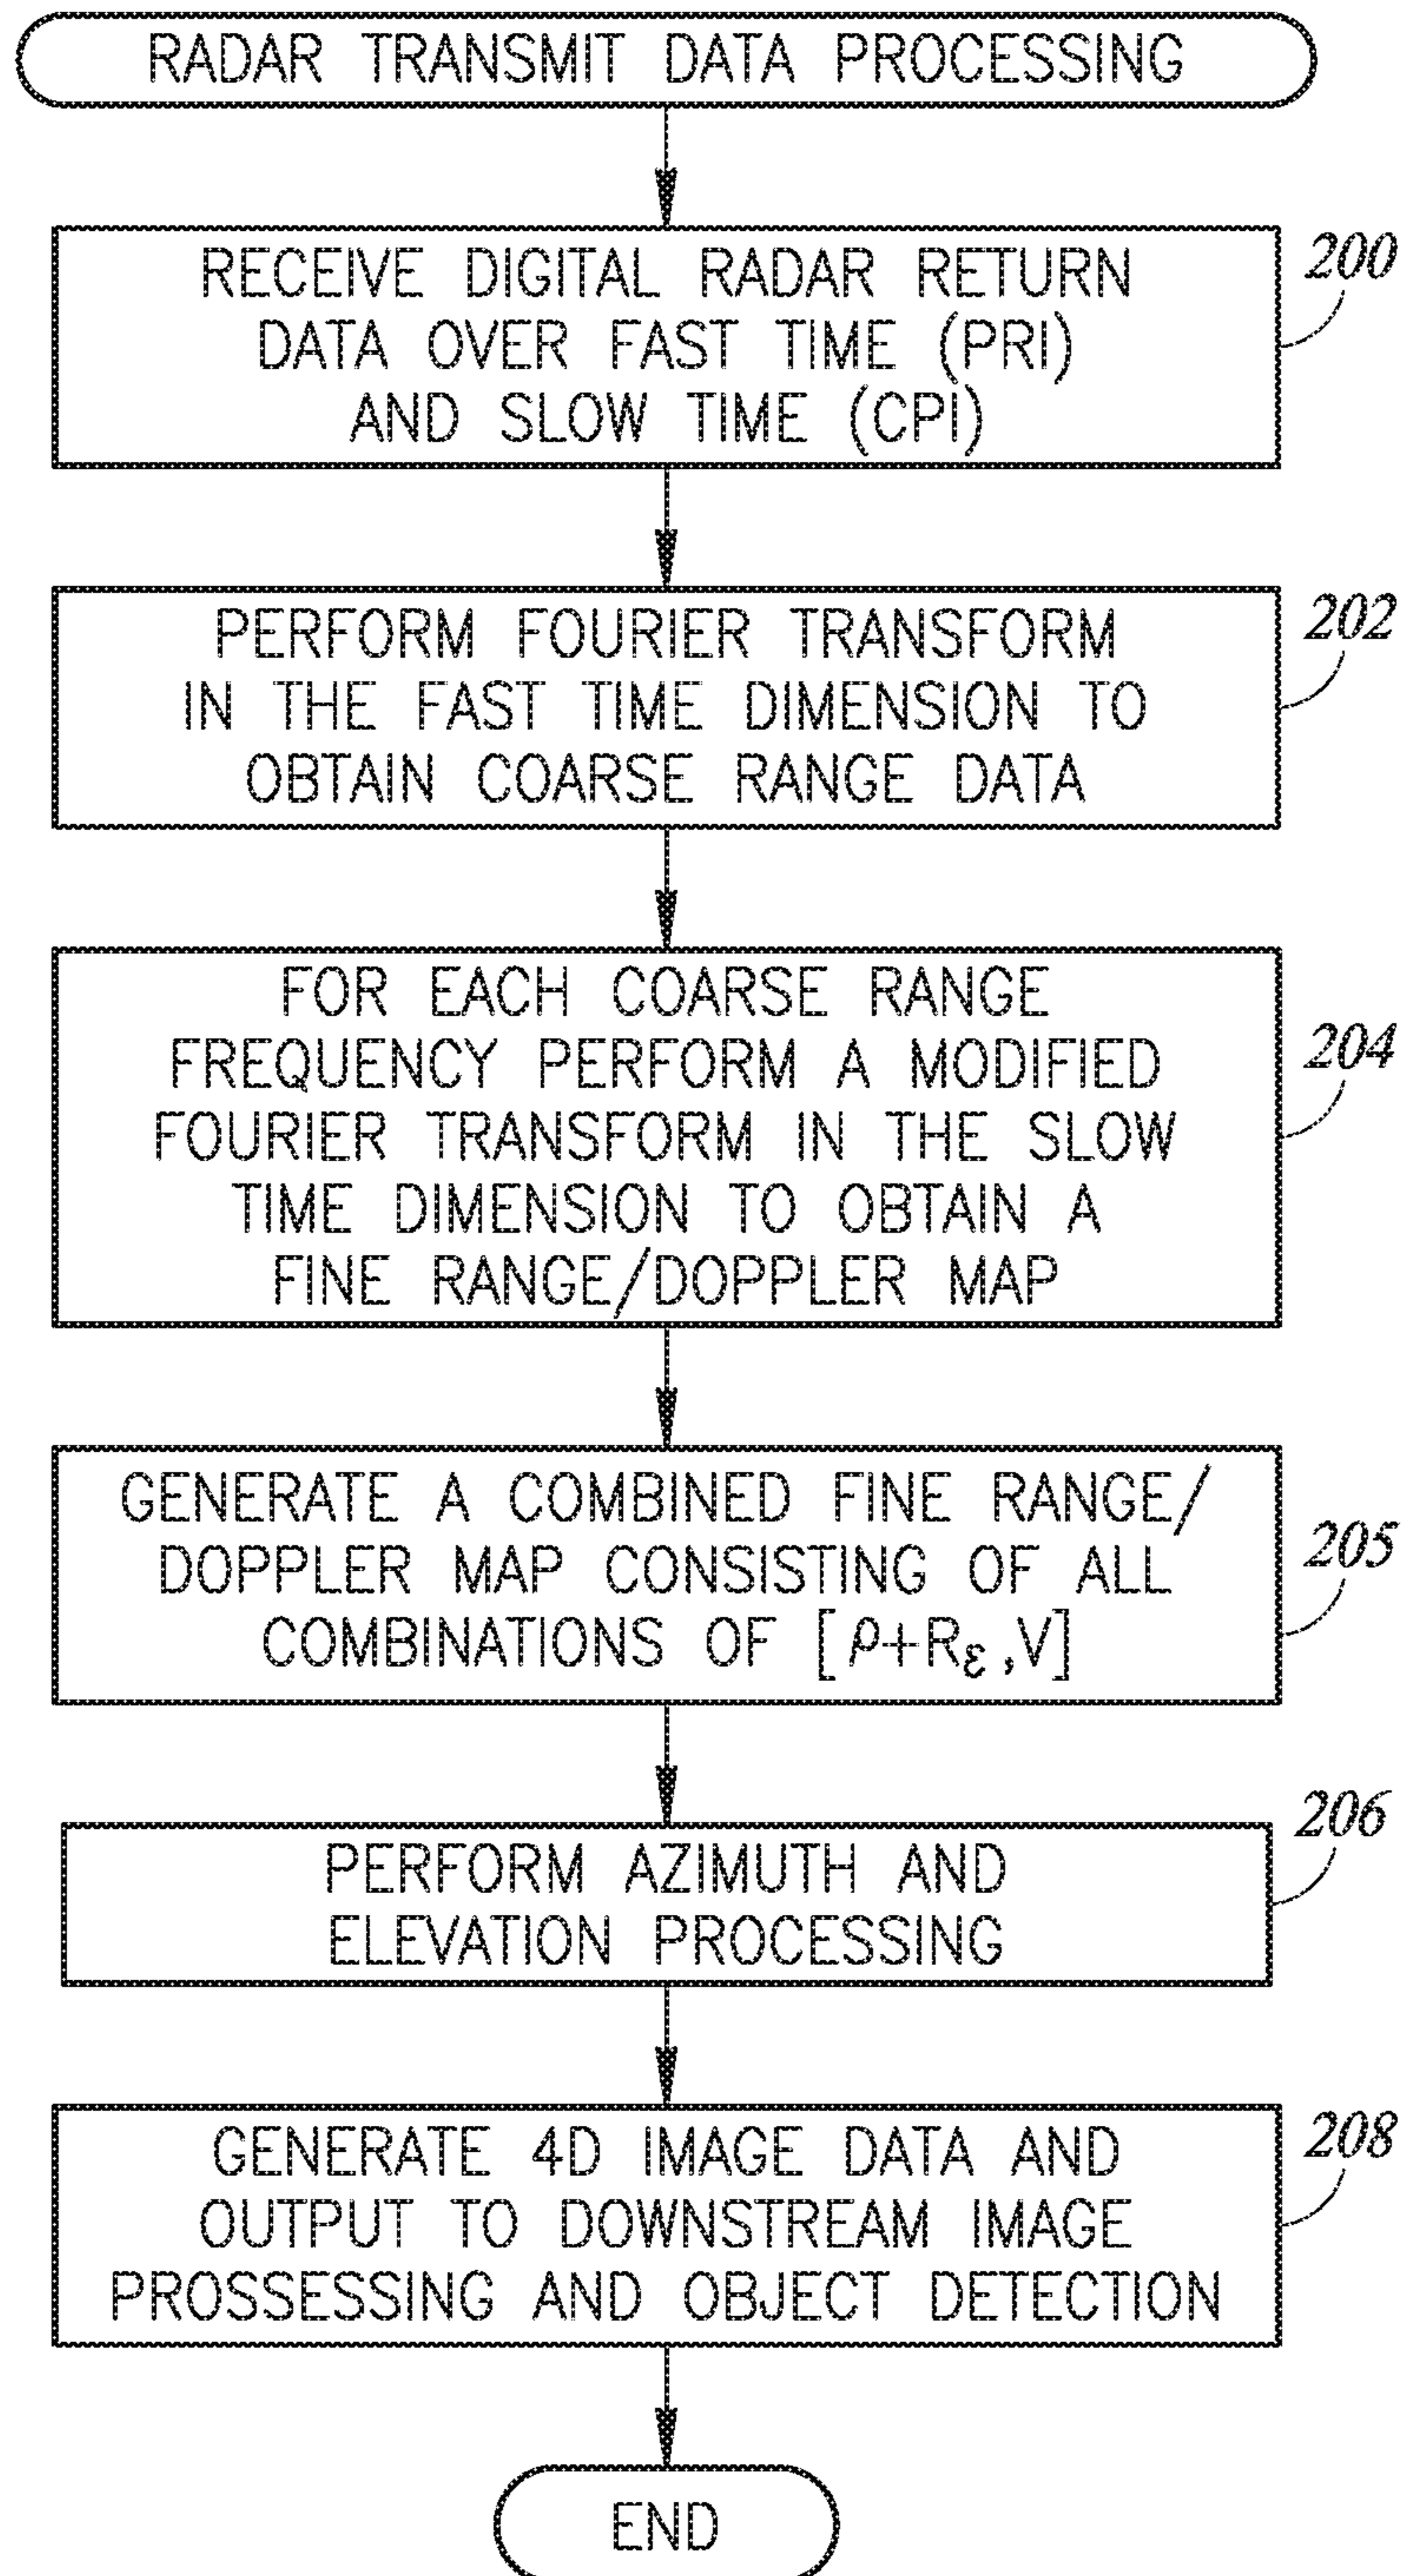 RADAR TRANSMIT DATA PROCESSING
RECEIVE DIGITAL RADAR RETURN
DATA OVER FAST TIME (PRI)
AND SLOW TIME (CPI)
200
PERFORM FOURIER TRANSFORM
IN THE FAST TIME DIMENSION TO
OBTAIN COARSE RANGE DATA
202
FOR EACH COARSE RANGE
FREQUENCY PERFORM A MODIFIED
FOURIER TRANSFORM IN THE SLOW
TIME DIMENSION TO OBTAIN A
FINE RANGE/DOPPLER MAP
204
GENERATE A COMBINED FINE RANGE/
DOPPLER MAP CONSISTING OF ALL
COMBINATIONS OF [ρ+Rε,V]
205
PERFORM AZIMUTH AND
ELEVATION PROCESSING
206
GENERATE 4D IMAGE DATA AND
OUTPUT TO DOWNSTREAM IMAGE
PROSSESSING AND OBJECT DETECTION
208
END